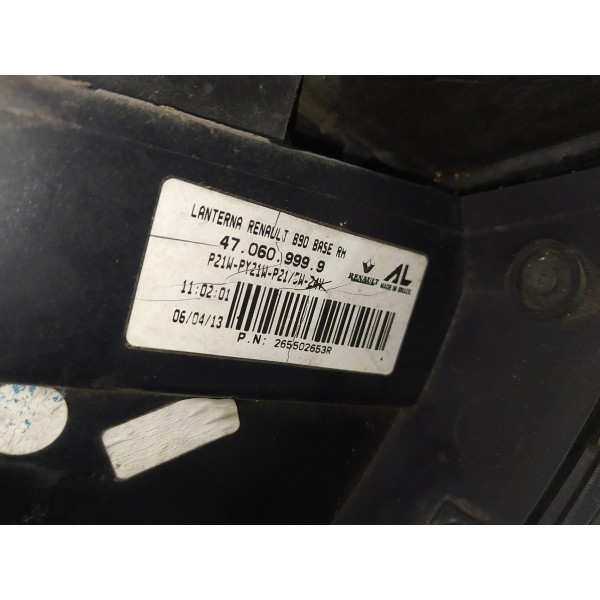 LANTERNA RENAULT B90 BASE RH
47.060.999.9
P21W-PY21W-P21/5W-24W
RENAULT
AL
MADE IN BRAZIL
11:02:01
06/04/13
P.N: 265502653R